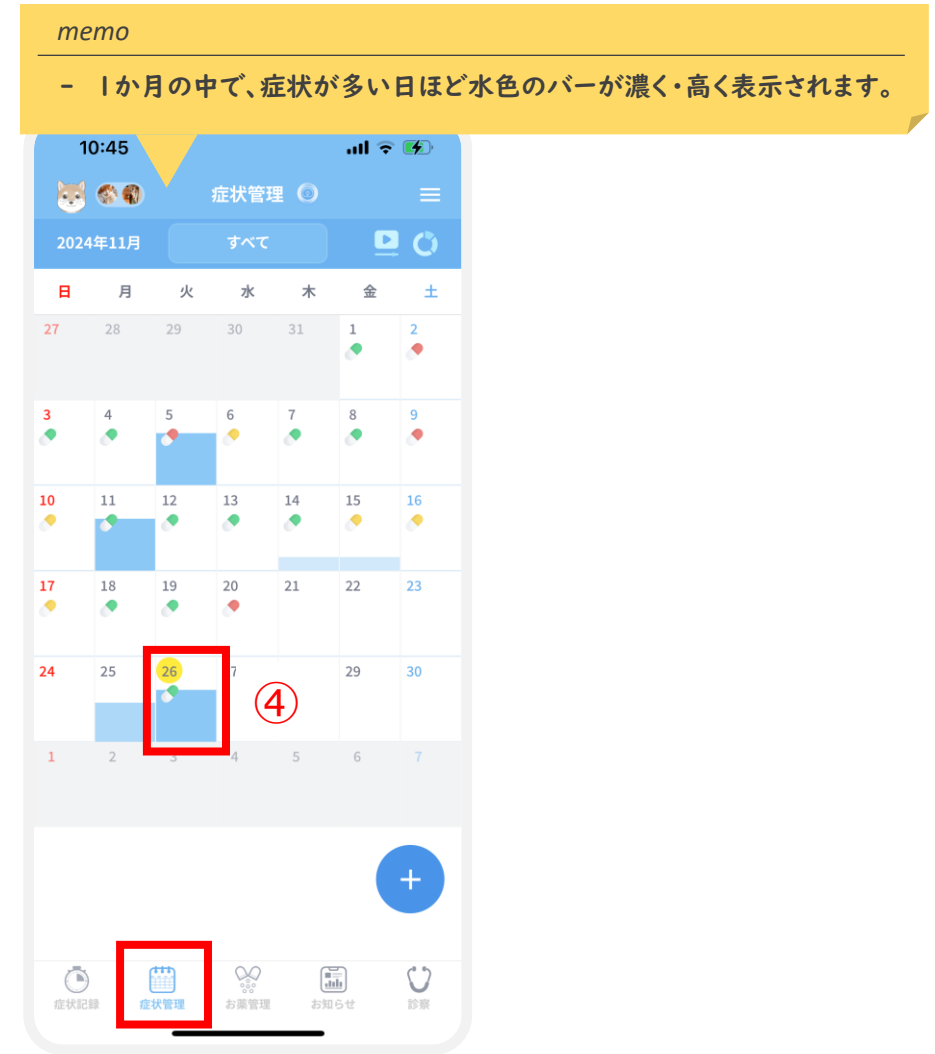 memo
- 1か月の中で、症状が多い日ほど水色のバーが濃く・高く表示されます。
10:45
症状管理
2024年11月 すべて
日 月 火 水 木 金 土
27 28 29 30 31 1 2
3 4 5 6 7 8 9
10 11 12 13 14 15 16
17 18 19 20 21 22 23
24 25 26 7 29 30
④
1 2 3 4 5 6 7
+
症状記録 症状管理 お薬管理 お知らせ 診察